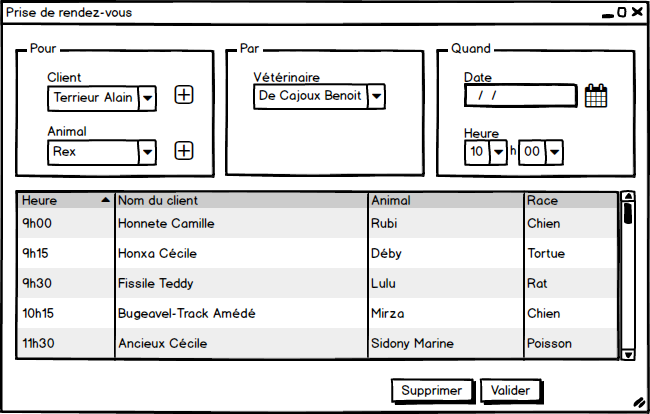 Prise de rendez-vous
Pour Par Quand
Client Vétérinaire Date
Terrieur Alain De Cajoux Benoit / /
Animal Heure
Rex 10 h 00
Heure Nom du client Animal Race
9h00 Honnete Camille Rubi Chien
9h15 Honxa Cécile Déby Tortue
9h30 Fissile Teddy Lulu Rat
10h15 Bugeavel-Track Amédé Mirza Chien
11h30 Ancieux Cécile Sidony Marine Poisson
Supprimer Valider